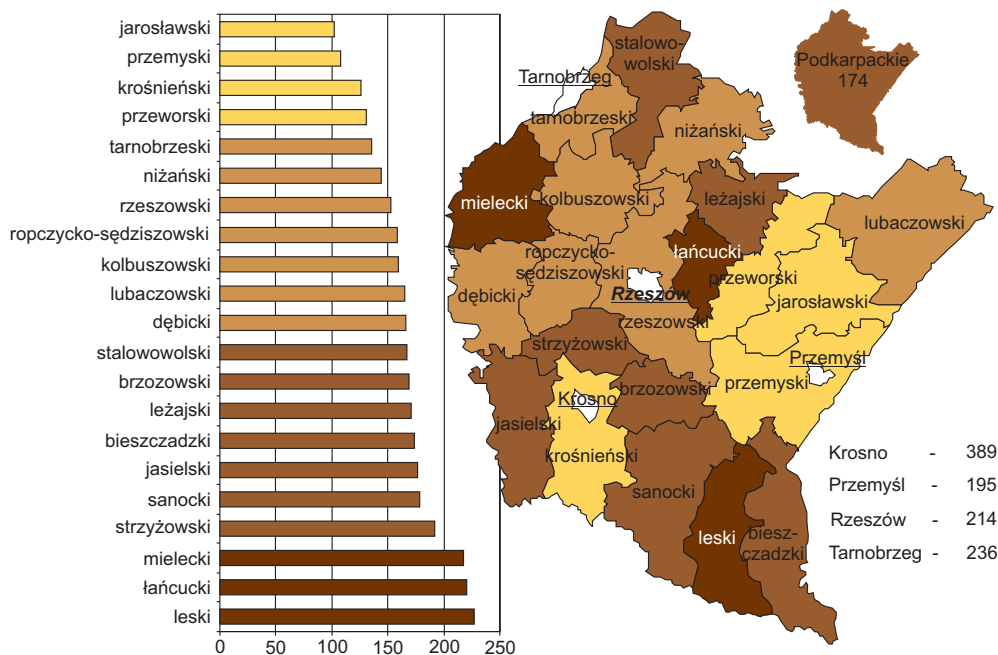 jarosławski
przemyski
krośnieński
przeworski
tarnobrzeski
niżański
rzeszowski
ropczycko-sędziszowski
kolbuszowski
lubaczowski
dębicki
stalowowolski
brzozowski
leżajski
bieszczadzki
jasielski
sanocki
strzyżowski
mielecki
łańcucki
leski
0 50 100 150 200 250
stalowo-
wolski
Tarnobrzeg
tarnobrzeski
niżański
mielecki
kolbuszowski
leżajski
lubaczowski
łańcucki
ropczycko-
sędziszowski
dębicki
przeworski
jarosławski
Rzeszów
rzeszowski
strzyżowski
Przemyśl
przemyski
brzozowski
Krosno
jasielski
krośnieński
sanocki
leski
biesz-
czadzki
Podkarpackie
174
Krosno - 389
Przemyśl - 195
Rzeszów - 214
Tarnobrzeg - 236